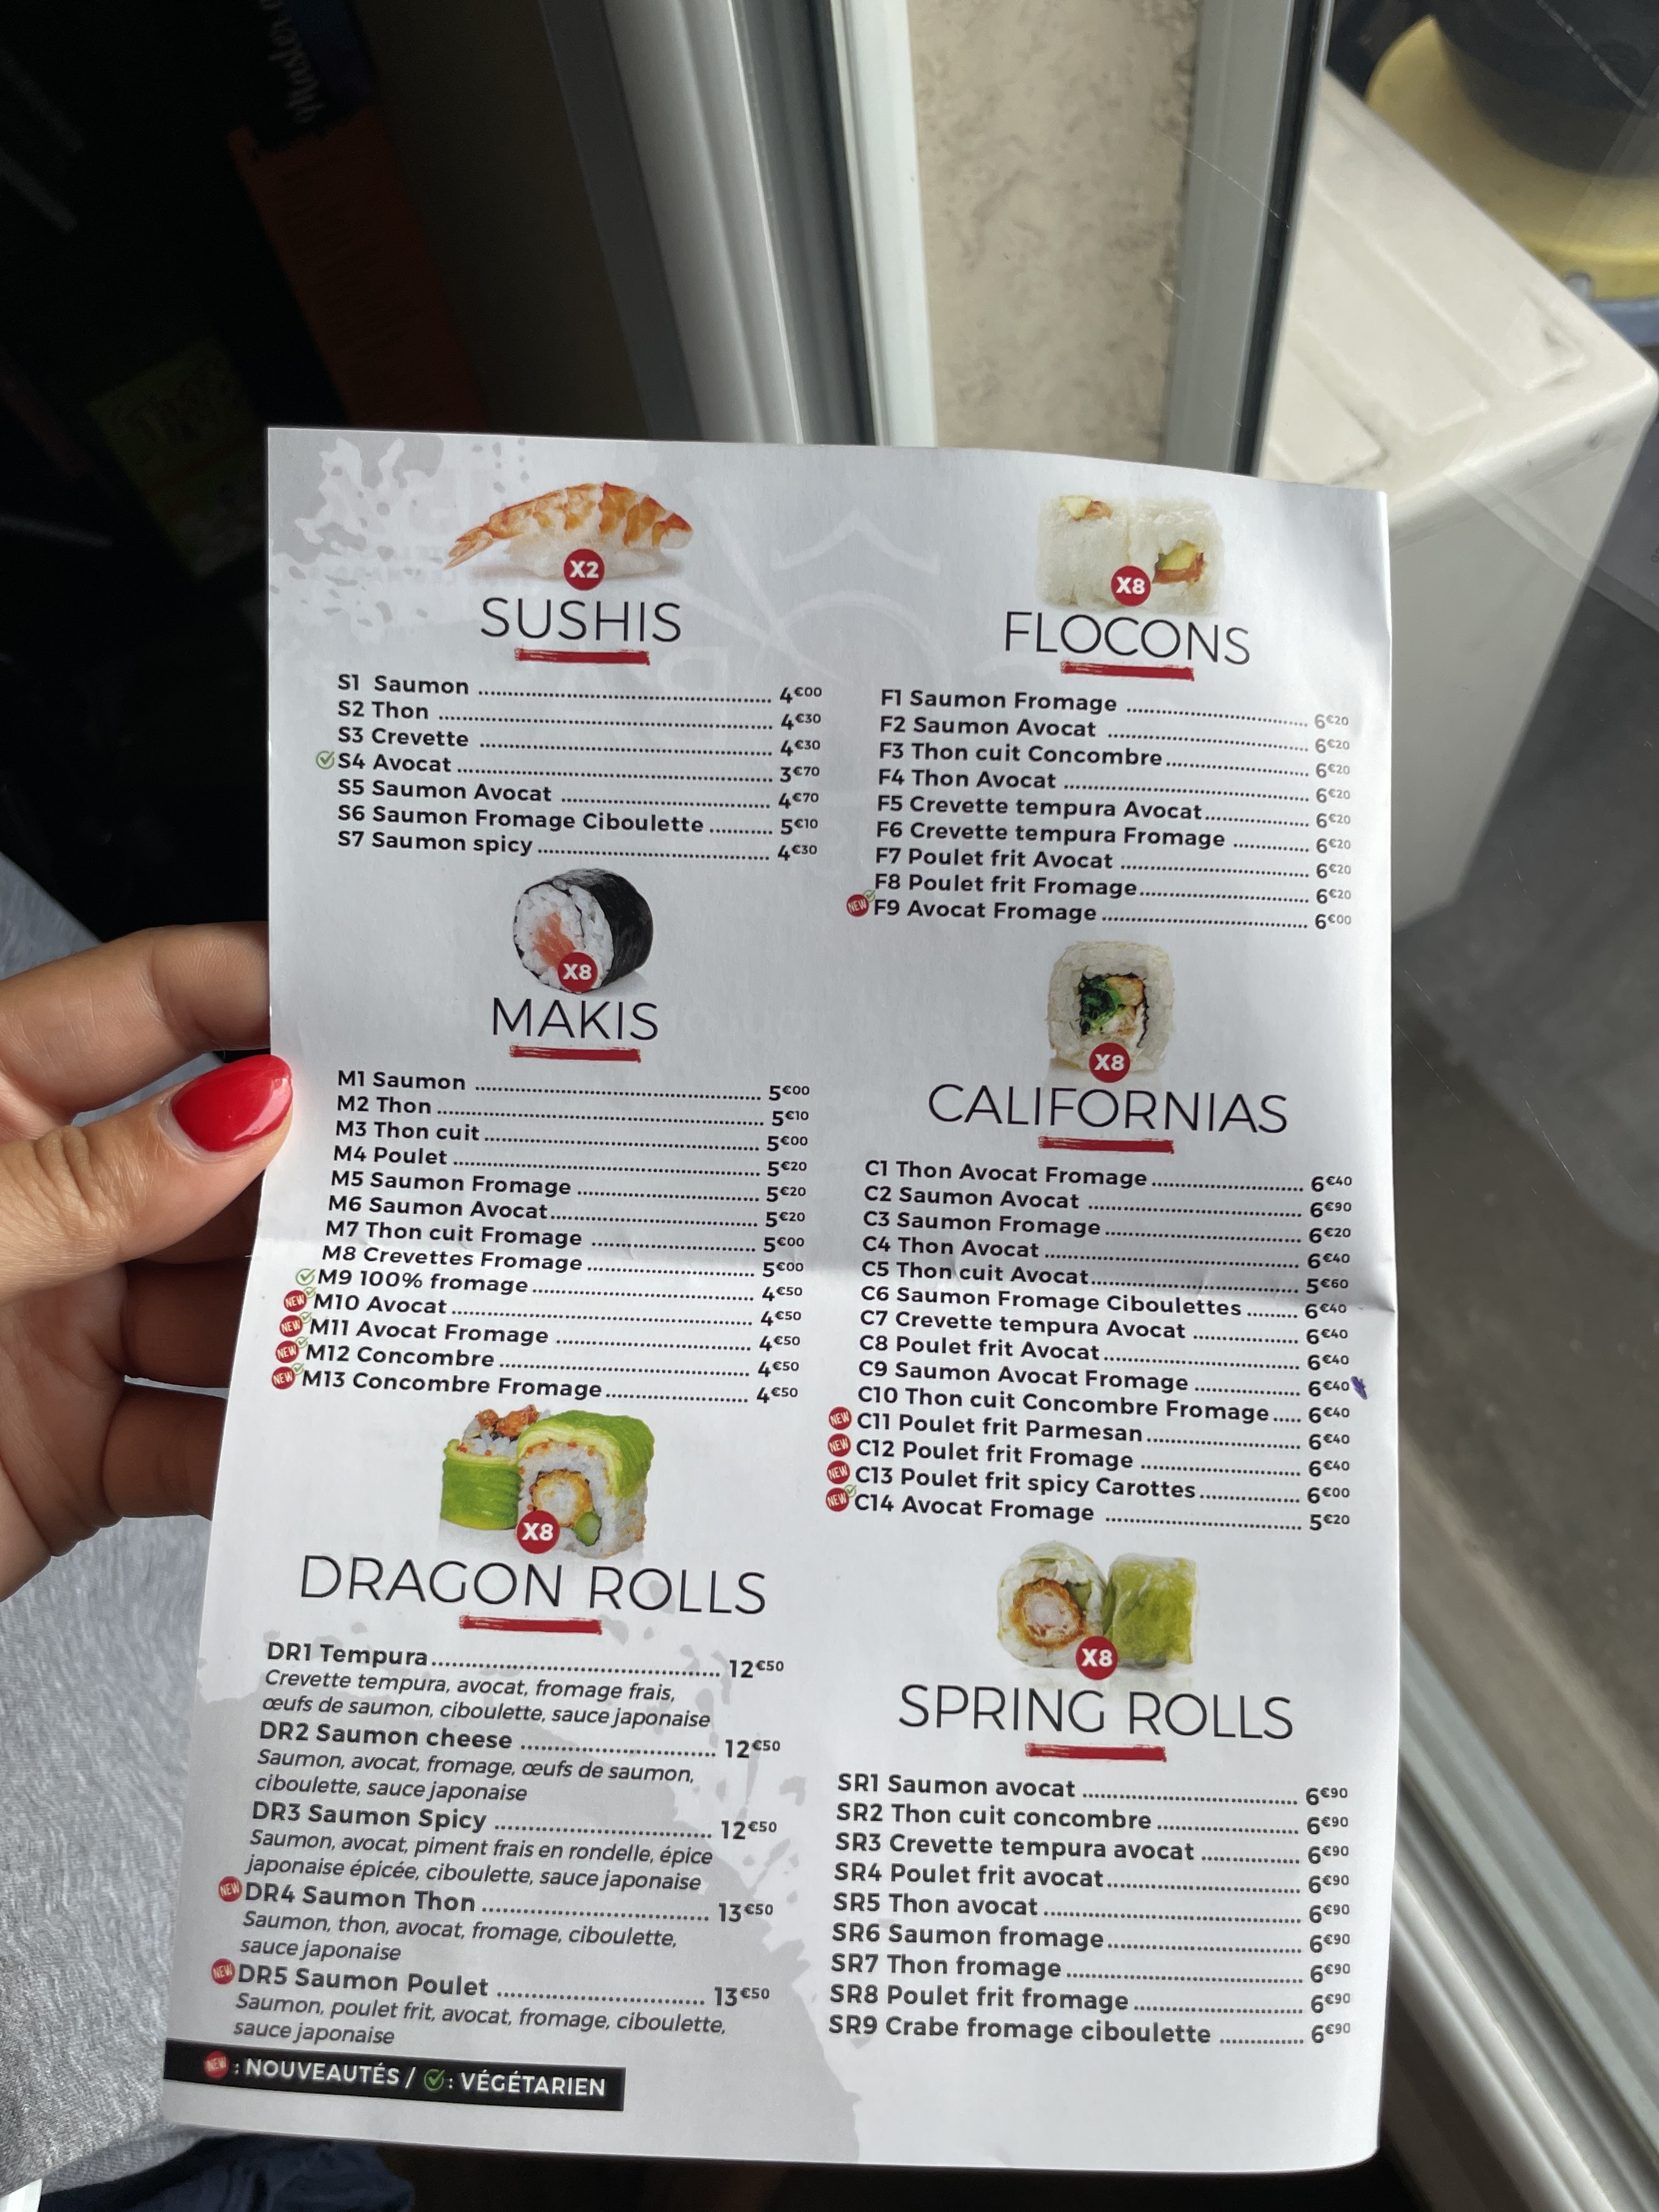 X2
SUSHIS
S1 Saumon 4€00
S2 Thon 4€30
S3 Crevette 4€30
S4 Avocat 3€70
S5 Saumon Avocat 4€70
S6 Saumon Fromage Ciboulette 5€10
S7 Saumon spicy 4€30
X8
MAKIS
M1 Saumon 5€00
M2 Thon 5€10
M3 Thon cuit 5€00
M4 Poulet 5€20
M5 Saumon Fromage 5€20
M6 Saumon Avocat 5€20
M7 Thon cuit Fromage 5€00
M8 Crevettes Fromage 5€00
M9 100% fromage 4€50
NEW M10 Avocat 4€50
NEW M11 Avocat Fromage 4€50
NEW M12 Concombre 4€50
NEW M13 Concombre Fromage 4€50
X8
DRAGON ROLLS
DR1 Tempura 12€50
Crevette tempura, avocat, fromage frais,
œufs de saumon, ciboulette, sauce japonaise
DR2 Saumon cheese 12€50
Saumon, avocat, fromage, œufs de saumon,
ciboulette, sauce japonaise
DR3 Saumon Spicy 12€50
Saumon, avocat, piment frais en rondelle, épice
japonaise épicée, ciboulette, sauce japonaise
NEW DR4 Saumon Thon 13€50
Saumon, thon, avocat, fromage, ciboulette,
sauce japonaise
NEW DR5 Saumon Poulet 13€50
Saumon, poulet frit, avocat, fromage, ciboulette,
sauce japonaise
NEW : NOUVEAUTÉS / : VÉGÉTARIEN
X8
FLOCONS
F1 Saumon Fromage 6€20
F2 Saumon Avocat 6€20
F3 Thon cuit Concombre 6€20
F4 Thon Avocat 6€20
F5 Crevette tempura Avocat 6€20
F6 Crevette tempura Fromage 6€20
F7 Poulet frit Avocat 6€20
F8 Poulet frit Fromage 6€20
NEW F9 Avocat Fromage 6€00
X8
CALIFORNIAS
C1 Thon Avocat Fromage 6€40
C2 Saumon Avocat 6€90
C3 Saumon Fromage 6€20
C4 Thon Avocat 6€40
C5 Thon cuit Avocat 5€60
C6 Saumon Fromage Ciboulettes 6€40
C7 Crevette tempura Avocat 6€40
C8 Poulet frit Avocat 6€40
C9 Saumon Avocat Fromage 6€40
C10 Thon cuit Concombre Fromage 6€40
NEW C11 Poulet frit Parmesan 6€40
NEW C12 Poulet frit Fromage 6€40
NEW C13 Poulet frit spicy Carottes 6€00
NEW C14 Avocat Fromage 5€20
X8
SPRING ROLLS
SR1 Saumon avocat 6€90
SR2 Thon cuit concombre 6€90
SR3 Crevette tempura avocat 6€90
SR4 Poulet frit avocat 6€90
SR5 Thon avocat 6€90
SR6 Saumon fromage 6€90
SR7 Thon fromage 6€90
SR8 Poulet frit fromage 6€90
SR9 Crabe fromage ciboulette 6€90